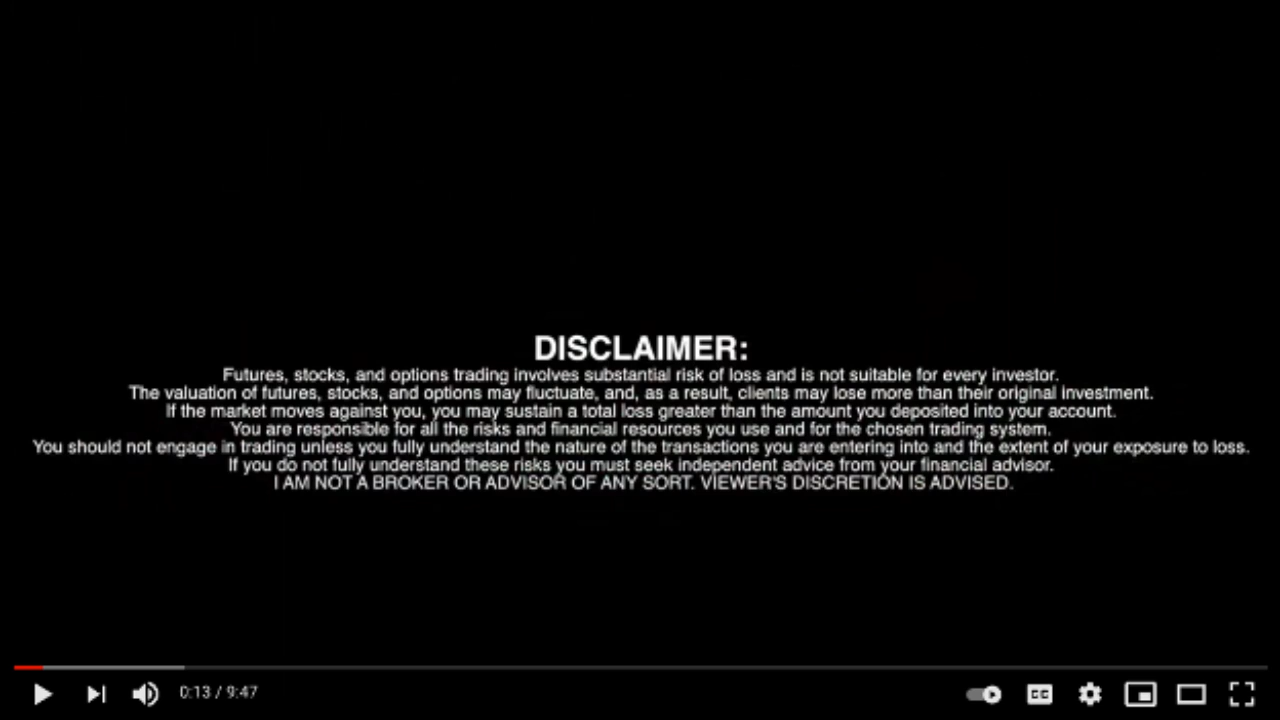 DISCLAIMER:
Futures, stocks, and options trading involves substantial risk of loss and is not suitable for every investor.
The valuation of futures, stocks, and options may fluctuate, and, as a result, clients may lose more than their original investment.
If the market moves against you, you may sustain a total loss greater than the amount you deposited into your account.
You are responsible for all the risks and financial resources you use and for the chosen trading system.
You should not engage in trading unless you fully understand the nature of the transactions you are entering into and the extent of your exposure to loss.
If you do not fully understand these risks you must seek independent advice from your financial advisor.
I AM NOT A BROKER OR ADVISOR OF ANY SORT. VIEWER'S DISCRETION IS ADVISED.
0:13 / 9:47
CC